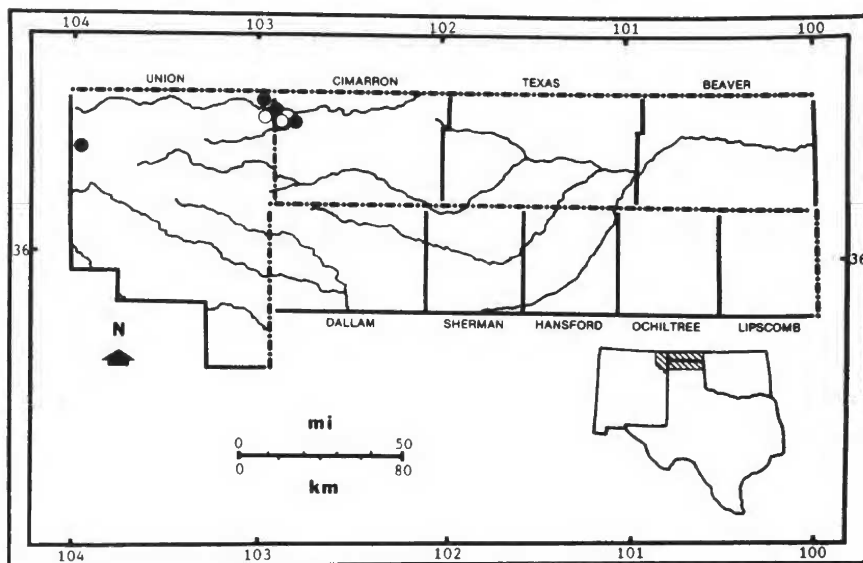 104 103 102 101 100
UNION CIMARRON TEXAS BEAVER
36 36
DALLAM SHERMAN HANSFORD OCHILTREE LIPSCOMB
N
mi
0 50
0 80
km
104 103 102 101 100